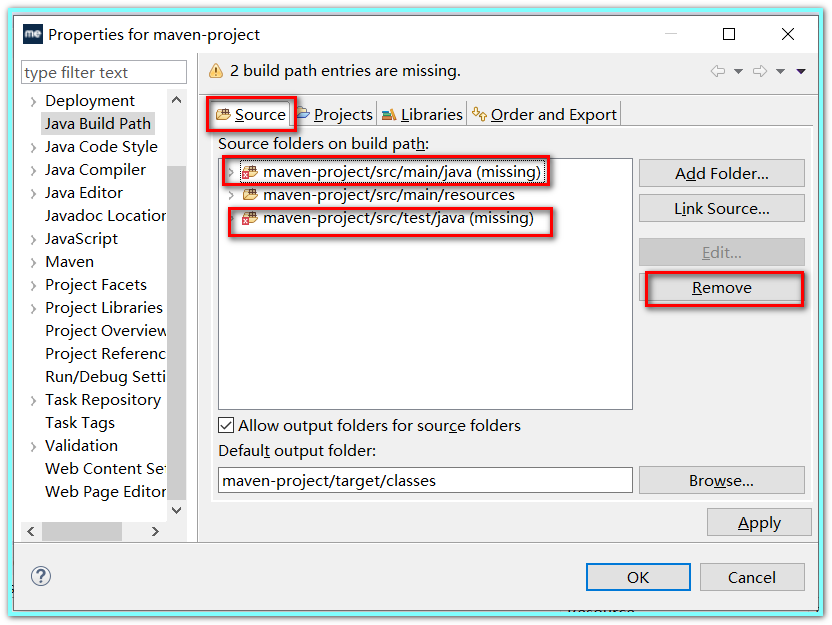 me Properties for maven-project
type filter text
2 build path entries are missing.
Deployment
Java Build Path
Java Code Style
Java Compiler
Java Editor
Javadoc Location
JavaScript
Maven
Project Facets
Project Libraries
Project Overview
Project Referenc
Run/Debug Setti
Task Repository
Task Tags
Validation
Web Content Se
Web Page Editor
Source Projects Libraries Order and Export
Source folders on build path:
maven-project/src/main/java (missing)
maven-project/src/main/resources
maven-project/src/test/java (missing)
Add Folder...
Link Source...
Edit...
Remove
Allow output folders for source folders
Default output folder:
maven-project/target/classes
Browse...
Apply
?
OK
Cancel